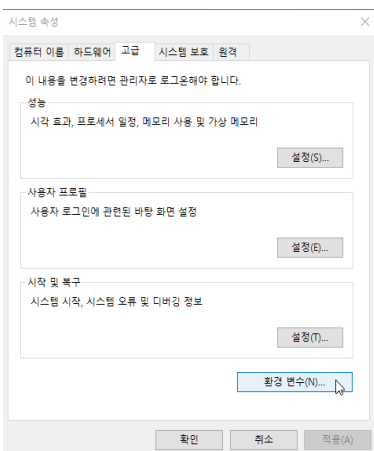 시스템 속성
컴퓨터 이름 하드웨어 고급 시스템 보호 원격
이 내용을 변경하려면 관리자로 로그온해야 합니다.
성능
시각 효과, 프로세서 일정, 메모리 사용 및 가상 메모리
설정(S)...
사용자 프로필
사용자 로그인에 관련된 바탕 화면 설정
설정(E)...
시작 및 복구
시스템 시작, 시스템 오류 및 디버깅 정보
설정(T)...
환경 변수(N)...
확인 취소 적용(A)